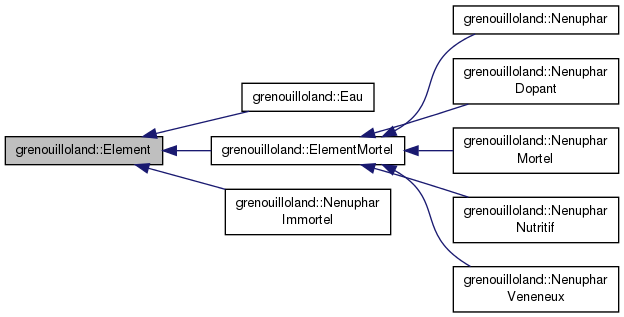 grenouilloland::Element
grenouilloland::Eau
grenouilloland::ElementMortel
grenouilloland::Nenuphar
Immortel
grenouilloland::Nenuphar
grenouilloland::Nenuphar
Dopant
grenouilloland::Nenuphar
Mortel
grenouilloland::Nenuphar
Nutritif
grenouilloland::Nenuphar
Veneneux